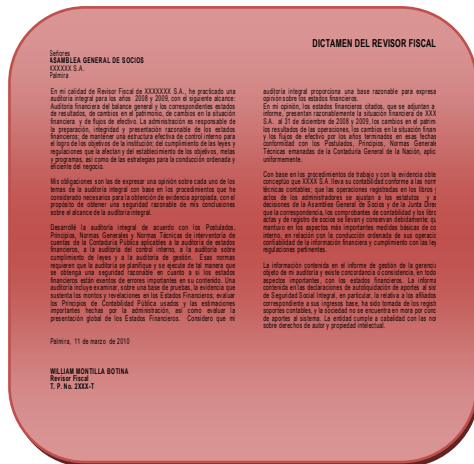 DICTAMEN DEL REVISOR FISCAL
Señores
ASAMBLEA GENERAL DE SOCIOS
XXXXXX S.A.
Palmira
En mi calidad de Revisor Fiscal de XXXXXXX S.A., he practicado una
auditoría integral para los años 2008 y 2009, con el siguiente alcance:
Auditoría financiera del balance general y los correspondientes estados
de resultados, de cambios en el patrimonio, de cambios en la situación
financiera y de flujos de efectivo. La administración es responsable de
la preparación, integridad y presentación razonable de los estados
financieros; de mantener una estructura efectiva de control interno para
el logro de los objetivos de la institución; del cumplimiento de las leyes y
regulaciones que la afectan y del establecimiento de los objetivos, metas
y programas, así como de las estrategias para la conducción ordenada y
eficiente del negocio.
Mis obligaciones son las de expresar una opinión sobre cada uno de los
temas de la auditoría integral con base en los procedimientos que he
considerado necesarios para la obtención de evidencia apropiada, con el
propósito de obtener una seguridad razonable de mis conclusiones
sobre el alcance de la auditoría integral.
Desarrollé la auditoría integral de acuerdo con los Postulados,
Principios, Normas Generales y Normas Técnicas de interventoría de
cuentas de la Contaduría Pública aplicables a la auditoría de estados
financieros, a la auditoría del control interno, a la auditoría sobre
cumplimiento de leyes y a la auditoría de gestión. Esas normas
requieren que la auditoría se planifique y se ejecute de tal manera que
se obtenga una seguridad razonable en cuanto a si los estados
financieros están exentos de errores importantes en su contenido. Una
auditoría incluye examinar, sobre una base de pruebas, la evidencia que
sustenta los montos y revelaciones en los Estados Financieros; evaluar
los Principios de Contabilidad Pública usados y las estimaciones
importantes hechas por la administración, así como evaluar la
presentación global de los Estados Financieros. Considero que mi
Palmira, 11 de marzo de 2010
WILLIAM MONTILLA BOTINA
Revisor Fiscal
T. P. No. 2XXX-T
auditoría integral proporciona una base razonable para expresa
opinión sobre los estados financieros.
En mi opinión, los estados financieros citados, que se adjuntan a
informe, presentan razonablemente la situación financiera de XXX
S.A. al 31 de diciembre de 2008 y 2009, los cambios en el patrim
los resultados de las operaciones, los cambios en la situación finan
y los flujos de efectivo por los años terminados en esas fechas
conformidad con los Postulados, Principios, Normas Generale
Técnicas emanadas de la Contaduría General de la Nación, aplic
uniformemente.
Con base en los procedimientos de trabajo y con la evidencia obte
conceptúo que XXXX S.A. lleva su contabilidad conforme a las norm
técnicas contables; que las operaciones registradas en los libros
actos de los administradores se ajustan a los estatutos y a
decisiones de la Asamblea General de Socios y de la Junta Dire
que la correspondencia, los comprobantes de contabilidad y los libro
actas y de registro de socios se llevan y conservan debidamente; qu
mantuvo en los aspectos más importantes medidas básicas de co
interno, en relación con la conducción ordenada de sus operac
confiabilidad de la información financiera y cumplimiento con las ley
regulaciones pertinentes.
La información contenida en el informe de gestión de la gerencia
objeto de mi auditoría y existe concordancia ó consistencia, en todo
aspectos importantes, con los estados financieros. La informa
contenida en las declaraciones de autoliquidación de aportes al sist
de Seguridad Social Integral, en particular, la relativa a los afiliados
correspondiente a sus ingresos base, ha sido tomada de los regist
soportes contables, y la sociedad no se encuentra en mora por conc
de aportes al sistema. La entidad cumple a cabalidad con las nor
sobre derechos de autor y propiedad intelectual.